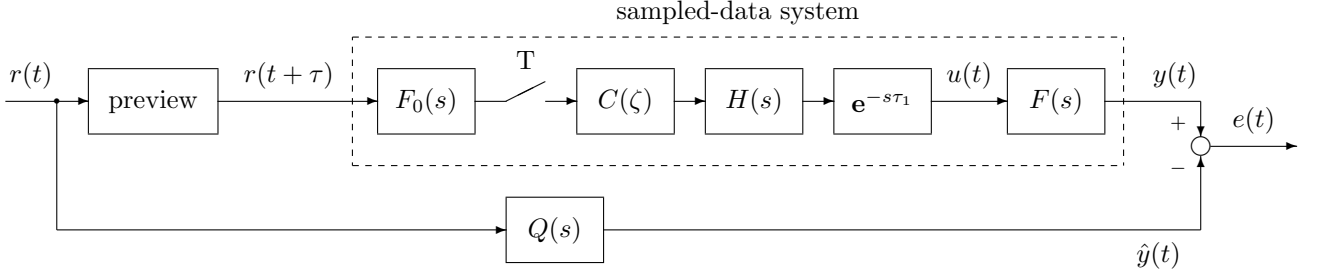 sampled-data system
r(t)
preview
r(t + τ)
F₀(s)
T
C(ζ)
H(s)
e^{−sτ₁}
u(t)
F(s)
y(t)
+
−
e(t)
Q(s)
ŷ(t)